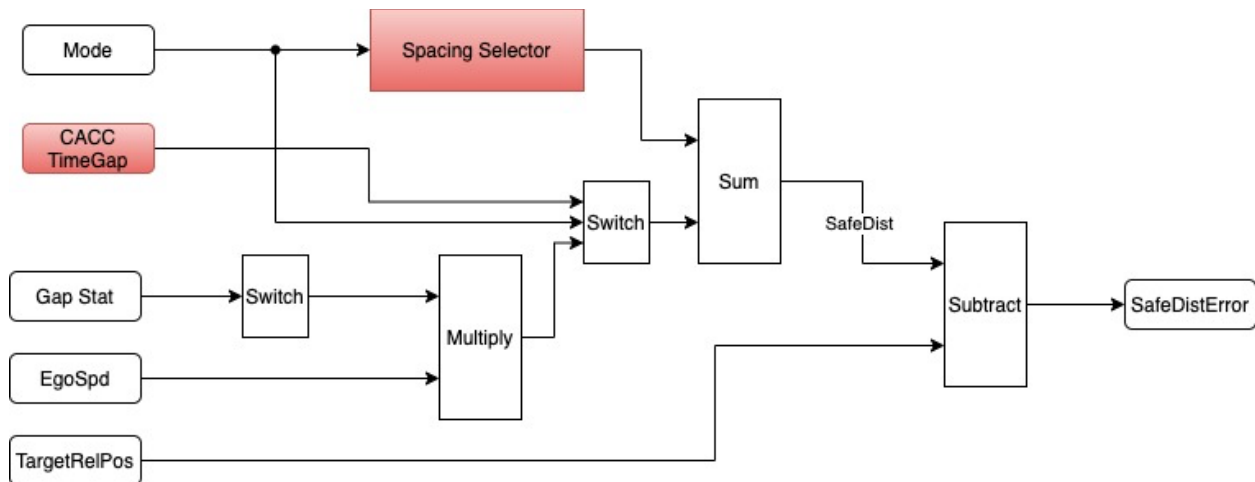 Mode
Spacing Selector
CACC
TimeGap
Sum
Switch
SafeDist
Gap Stat
Switch
Multiply
Subtract
SafeDistError
EgoSpd
TargetRelPos